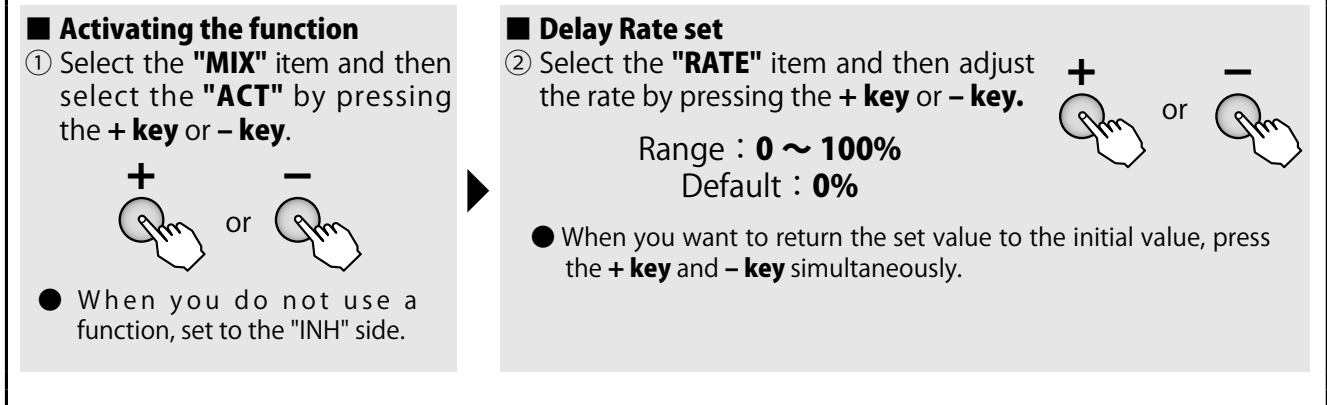 ■ Activating the function
① Select the "MIX" item and then
select the "ACT" by pressing
the + key or – key.
+ –
or
● When you do not use a
function, set to the "INH" side.
■ Delay Rate set
② Select the "RATE" item and then adjust
the rate by pressing the + key or – key.
+ –
or
Range : 0 ～ 100%
Default : 0%
● When you want to return the set value to the initial value, press
the + key and – key simultaneously.